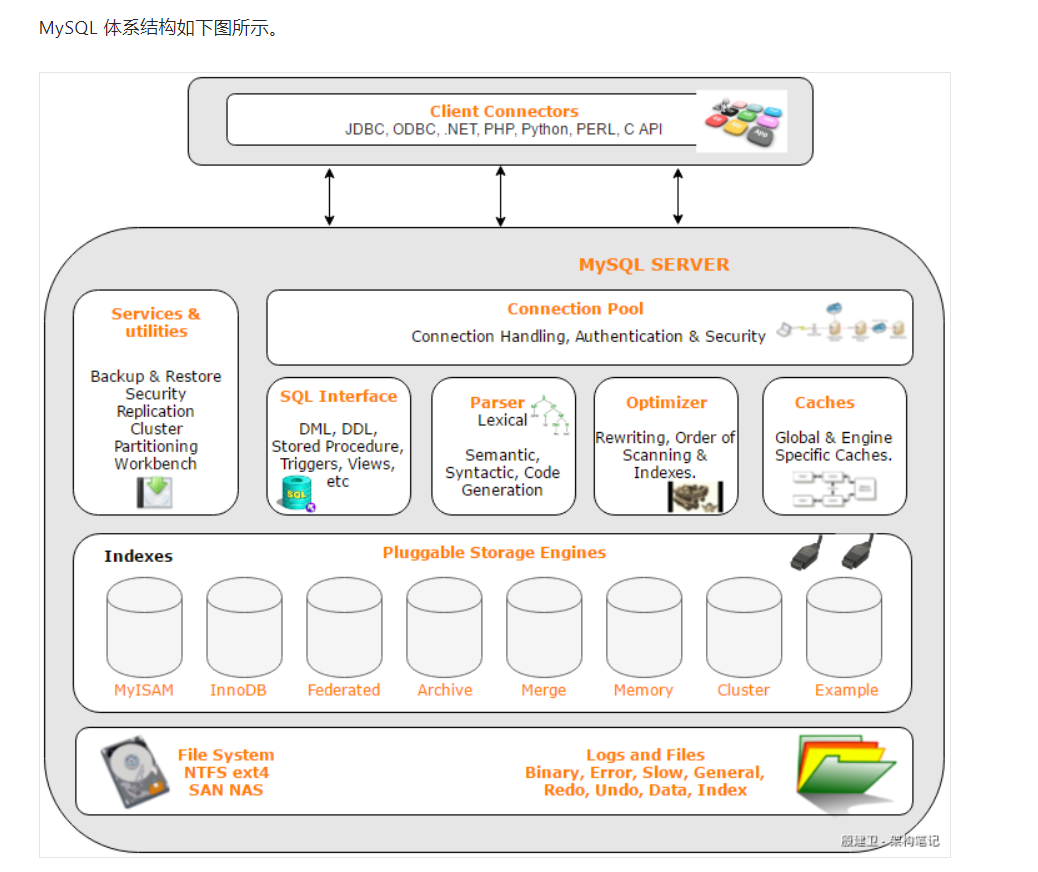 MySQL 体系结构如下图所示。
Client Connectors
JDBC, ODBC, .NET, PHP, Python, PERL, C API
App
MySQL SERVER
Services &
utilities
Backup & Restore
Security
Replication
Cluster
Partitioning
Workbench
Connection Pool
Connection Handling, Authentication & Security
SQL Interface
DML, DDL,
Stored Procedure,
Triggers, Views,
etc
SQL
Parser
Lexical
Semantic,
Syntactic, Code
Generation
Optimizer
Rewriting, Order of
Scanning &
Indexes.
Caches
Global & Engine
Specific Caches.
Indexes
Pluggable Storage Engines
MyISAM
InnoDB
Federated
Archive
Merge
Memory
Cluster
Example
File System
NTFS ext4
SAN NAS
Logs and Files
Binary, Error, Slow, General,
Redo, Undo, Data, Index
殷建卫 - 架构笔记